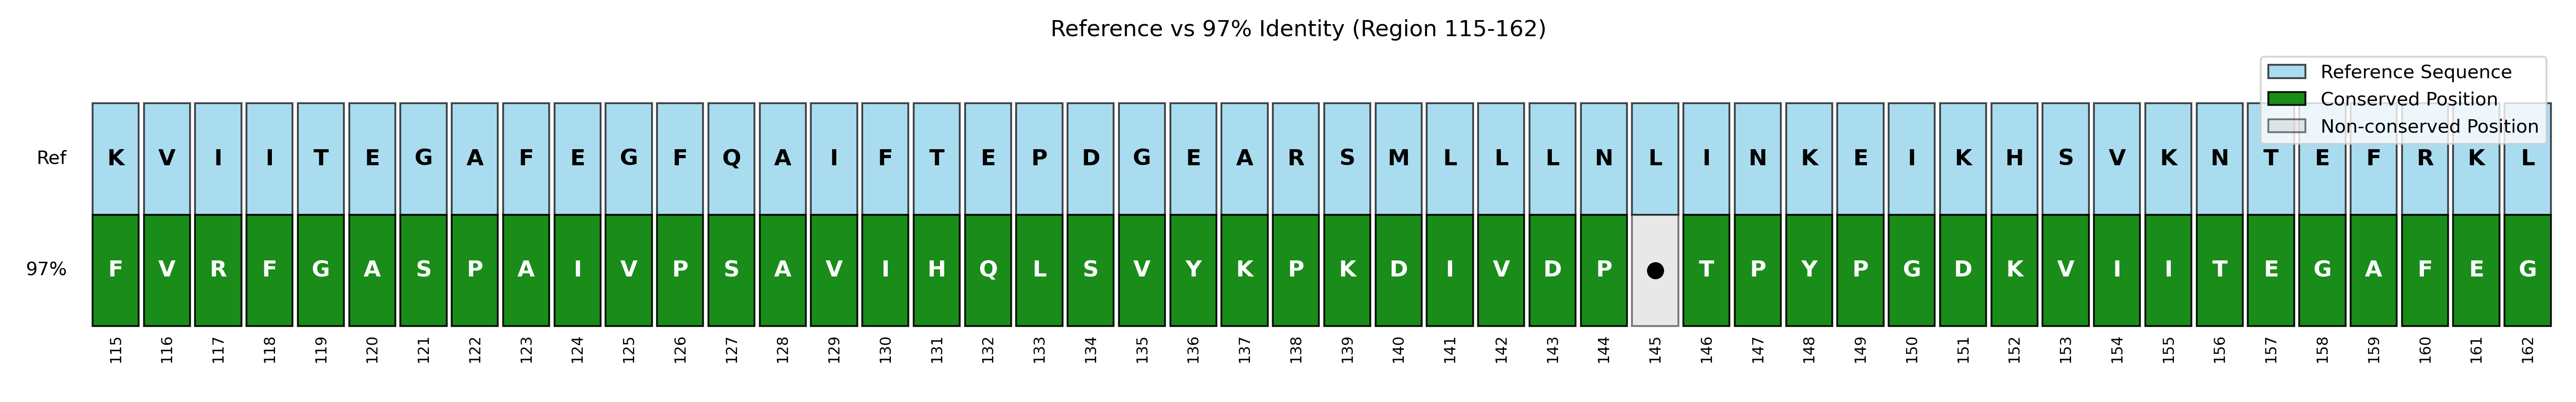 Reference vs 97% Identity (Region 115-162)
Reference Sequence
Conserved Position
Non-conserved Position
Ref K V I I T E G A F E G F Q A I F T E P D G E A R S M L L L N L I N K E I K H S V K N T E F R K L
97% F V R F G A S P A I V P S A V I H Q L S V Y K P K D I V D P ● T P Y P G D K V I I T E G A F E G
115 116 117 118 119 120 121 122 123 124 125 126 127 128 129 130 131 132 133 134 135 136 137 138 139 140 141 142 143 144 145 146 147 148 149 150 151 152 153 154 155 156 157 158 159 160 161 162